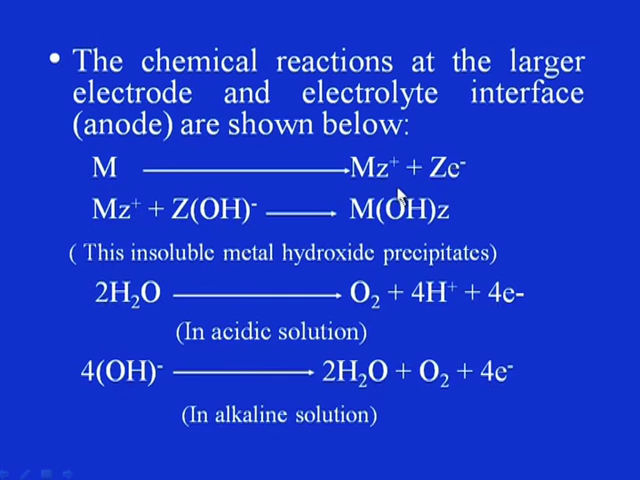 • The chemical reactions at the larger
electrode and electrolyte interface
(anode) are shown below:
M ⟶ Mz⁺ + Ze⁻
Mz⁺ + Z(OH)⁻ ⟶ M(OH)z
( This insoluble metal hydroxide precipitates)
2H₂O ⟶ O₂ + 4H⁺ + 4e-
(In acidic solution)
4(OH)⁻ ⟶ 2H₂O + O₂ + 4e⁻
(In alkaline solution)